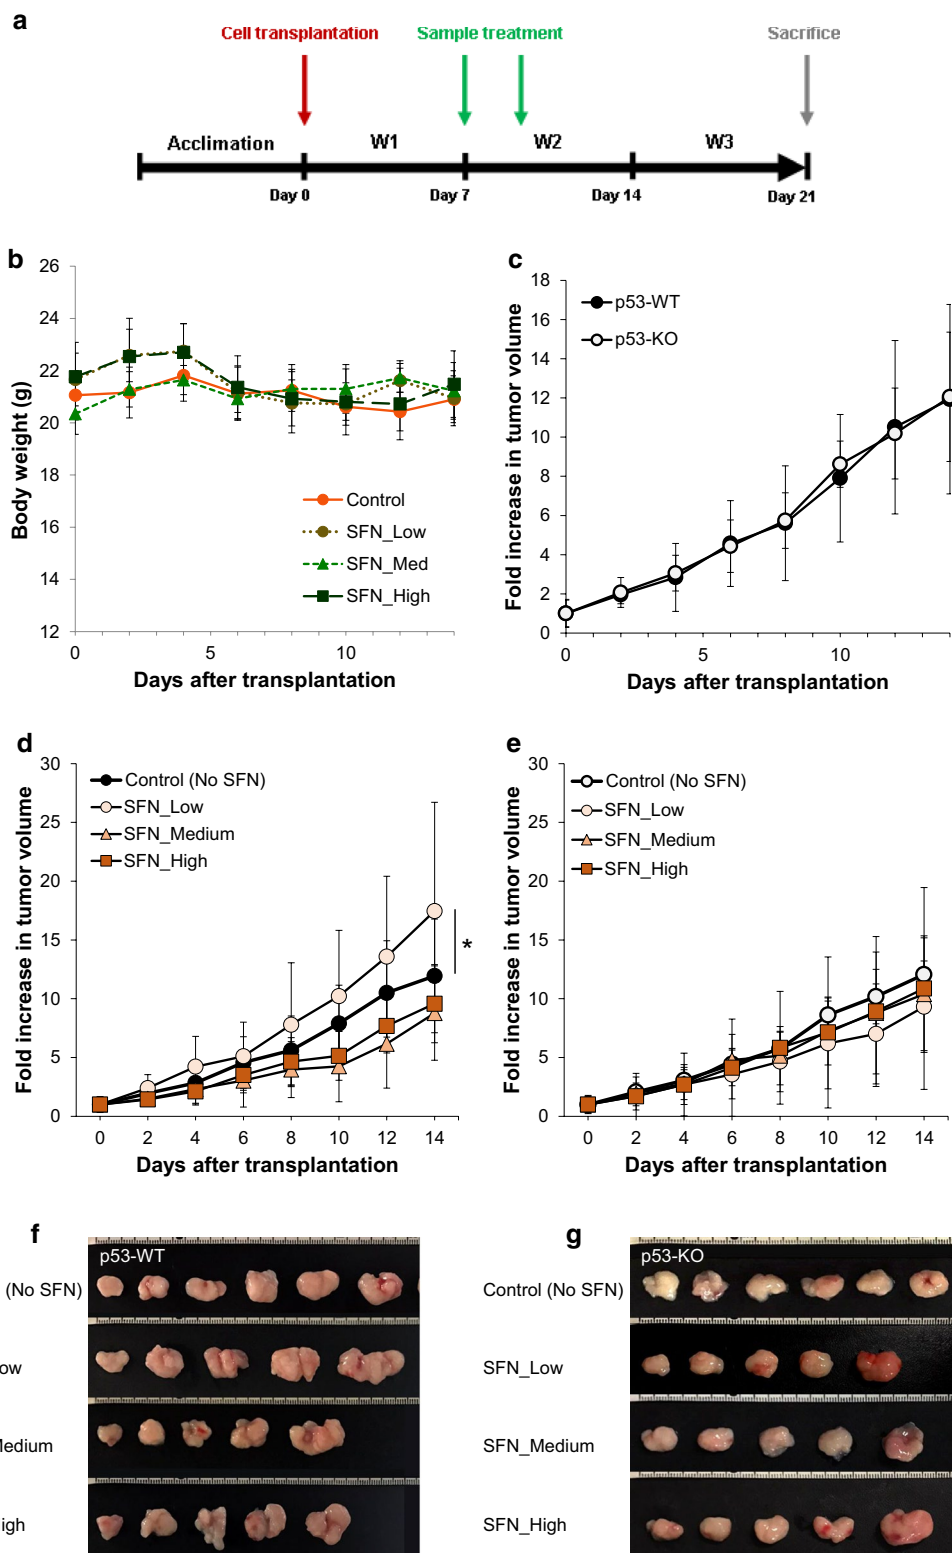 a
Cell transplantation
Sample treatment
Sacrifice
Acclimation
W1
W2
W3
Day 0
Day 7
Day 14
Day 21
b
26
24
22
20
18
16
14
12
Body weight (g)
Control
SFN_Low
SFN_Med
SFN_High
0
5
10
Days after transplantation
c
18
16
14
12
10
8
6
4
2
0
Fold increase in tumor volume
p53-WT
p53-KO
0
5
10
Days after transplantation
d
30
25
20
15
10
5
0
Fold increase in tumor volume
Control (No SFN)
SFN_Low
SFN_Medium
SFN_High
*
0 2 4 6 8 10 12 14
Days after transplantation
e
30
25
20
15
10
5
0
Fold increase in tumor volume
Control (No SFN)
SFN_Low
SFN_Medium
SFN_High
0 2 4 6 8 10 12 14
Days after transplantation
f
p53-WT
(No SFN)
ow
Medium
igh
g
p53-KO
Control (No SFN)
SFN_Low
SFN_Medium
SFN_High